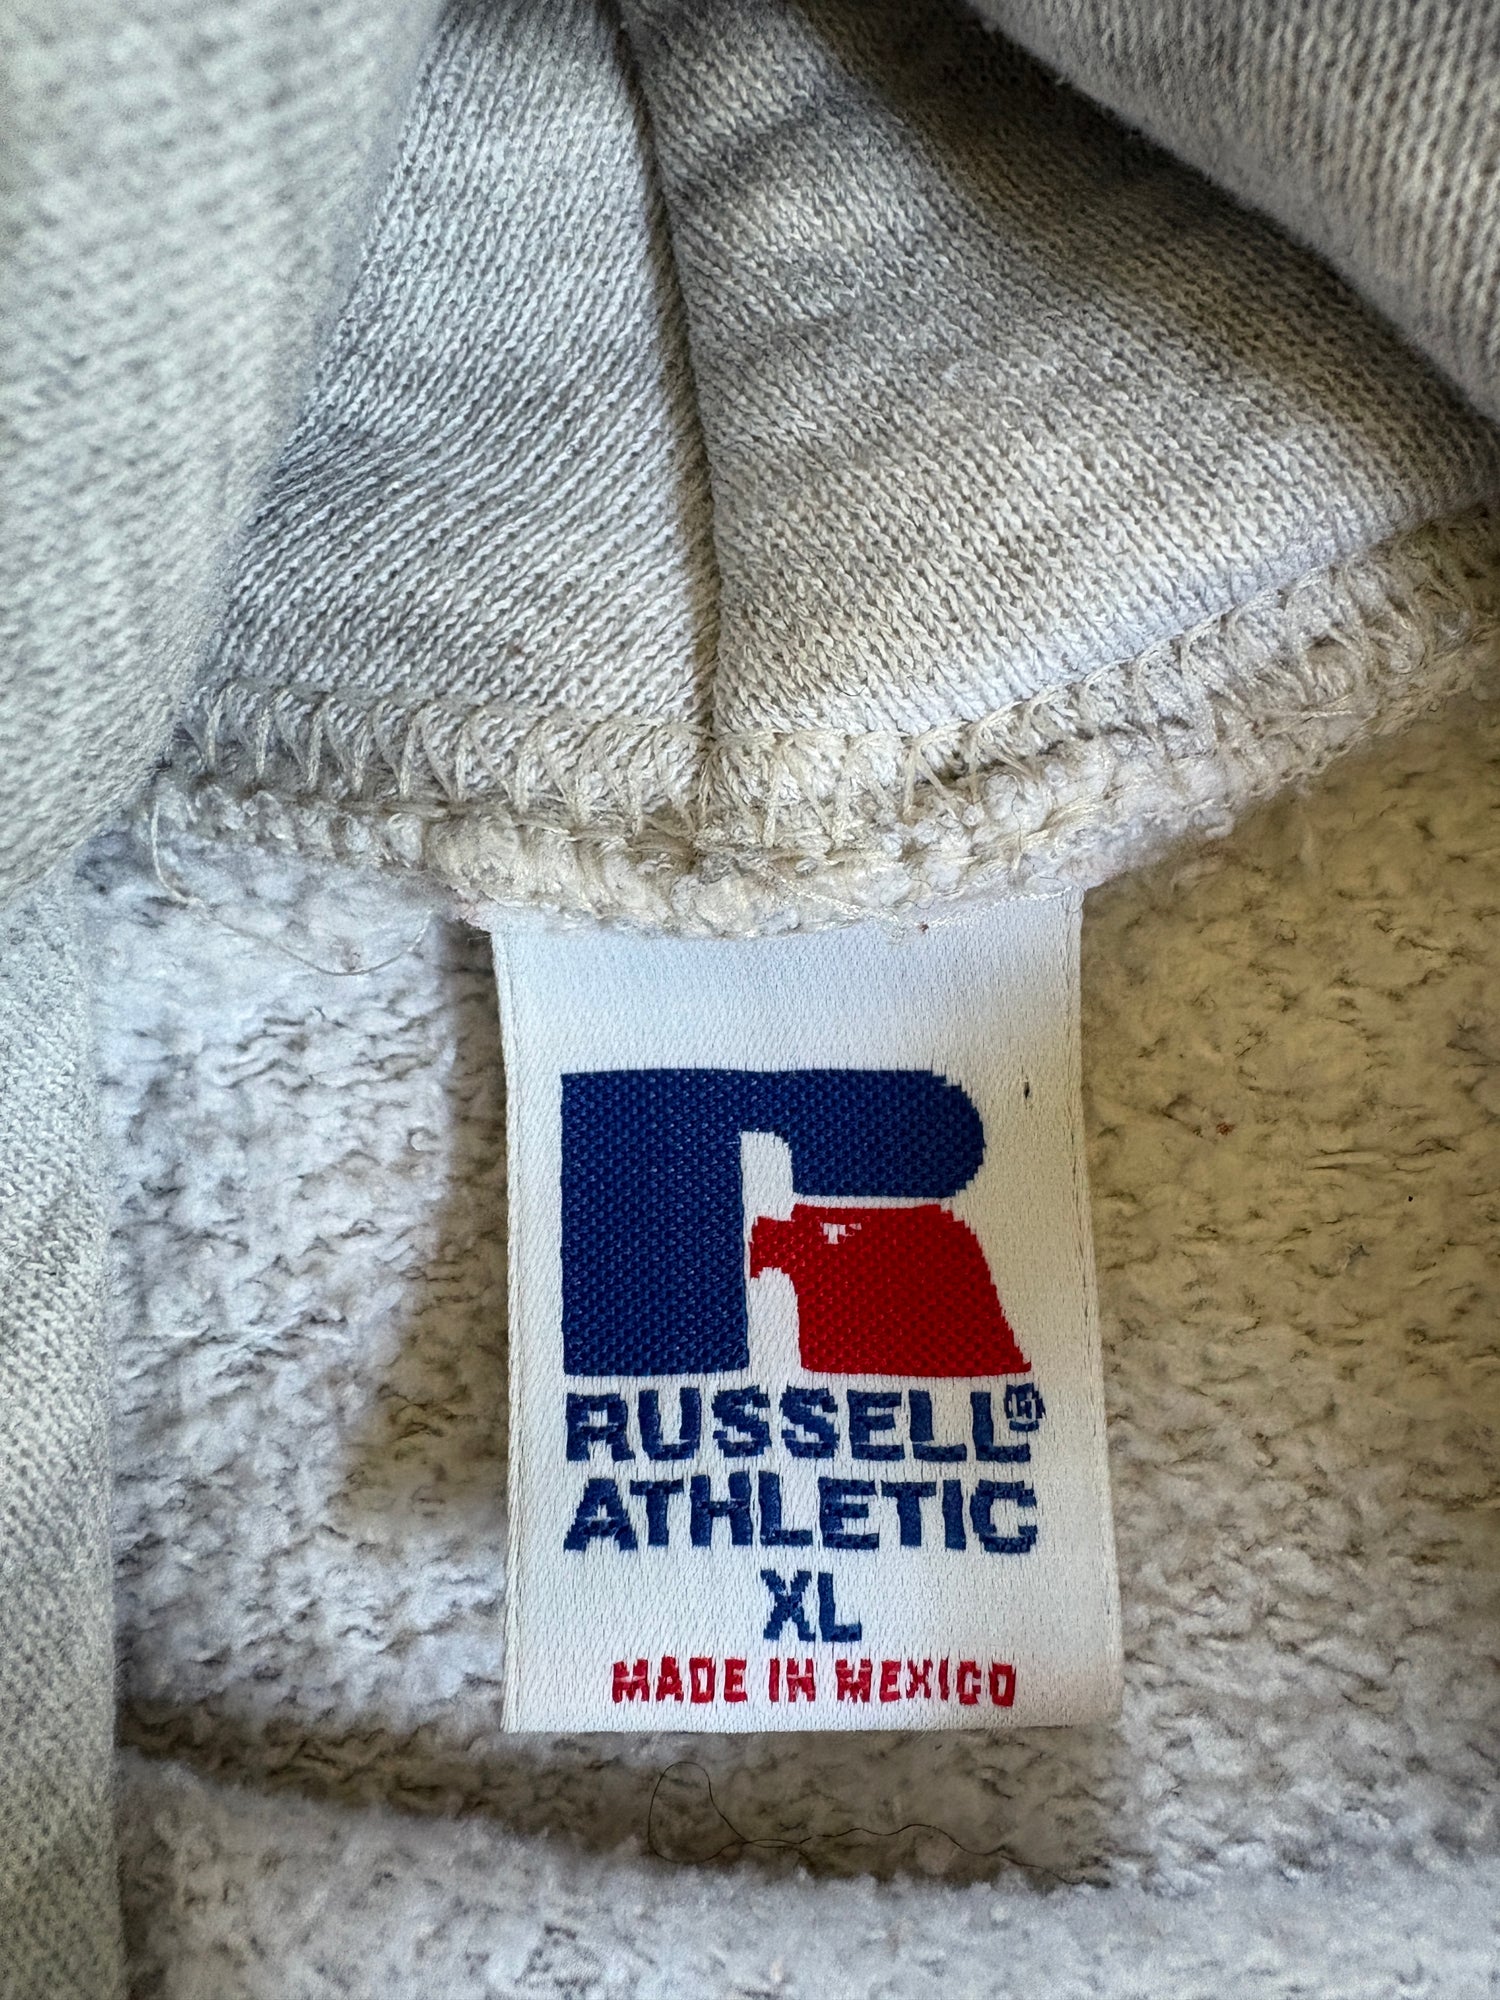 R
RUSSELL®
ATHLETIC
XL
MADE IN MEXICO